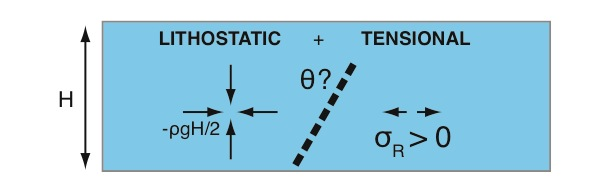 LITHOSTATIC + TENSIONAL
θ?
H
-ρgH/2
σR > 0